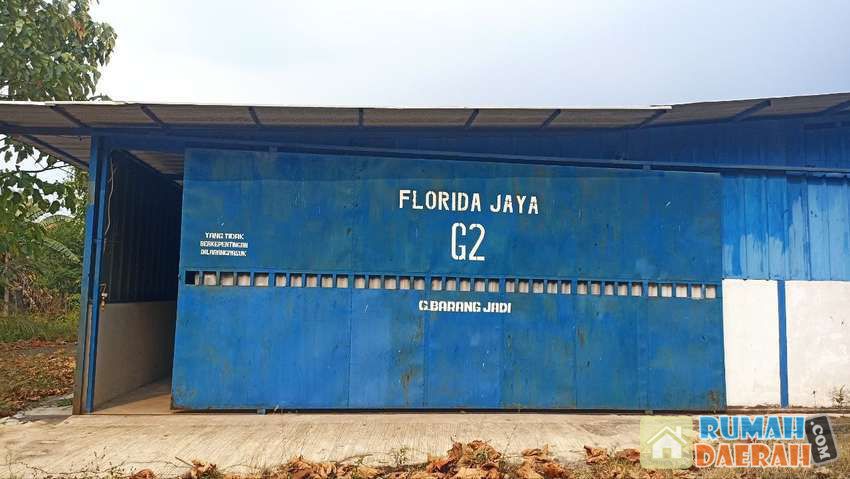 FLORIDA JAYA
G2
YANG TIDAK
BERKEPENTINGAN
DILARANG MASUK
G.BARANG JADI
RUMAH
DAERAH
.COM